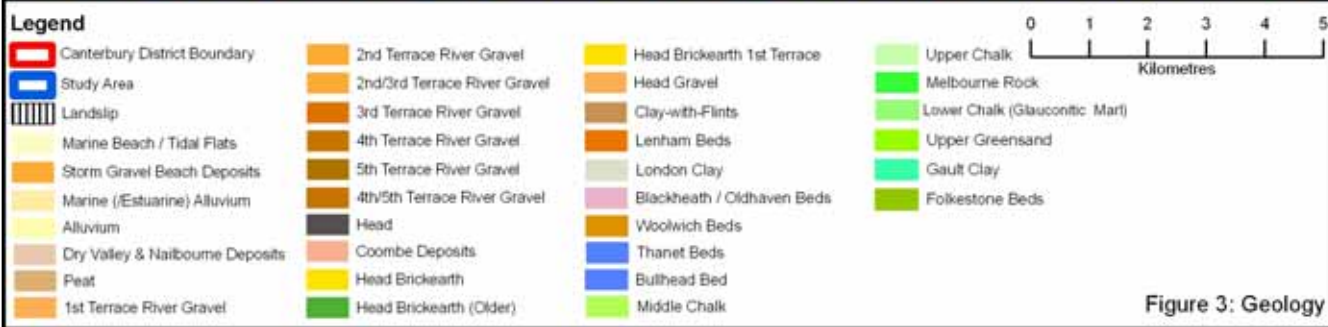 Legend
Canterbury District Boundary
Study Area
Landslip
Marine Beach / Tidal Flats
Storm Gravel Beach Deposits
Marine (/Estuarine) Alluvium
Alluvium
Dry Valley & Nailbourne Deposits
Peat
1st Terrace River Gravel
2nd Terrace River Gravel
2nd/3rd Terrace River Gravel
3rd Terrace River Gravel
4th Terrace River Gravel
5th Terrace River Gravel
4th/5th Terrace River Gravel
Head
Coombe Deposits
Head Brickearth
Head Brickearth (Older)
Head Brickearth 1st Terrace
Head Gravel
Clay-with-Flints
Lenham Beds
London Clay
Blackheath / Oldhaven Beds
Woolwich Beds
Thanet Beds
Bullhead Bed
Middle Chalk
Upper Chalk
Melbourne Rock
Lower Chalk (Glauconitic Marl)
Upper Greensand
Gault Clay
Folkestone Beds
0 1 2 3 4 5
Kilometres
Figure 3: Geology